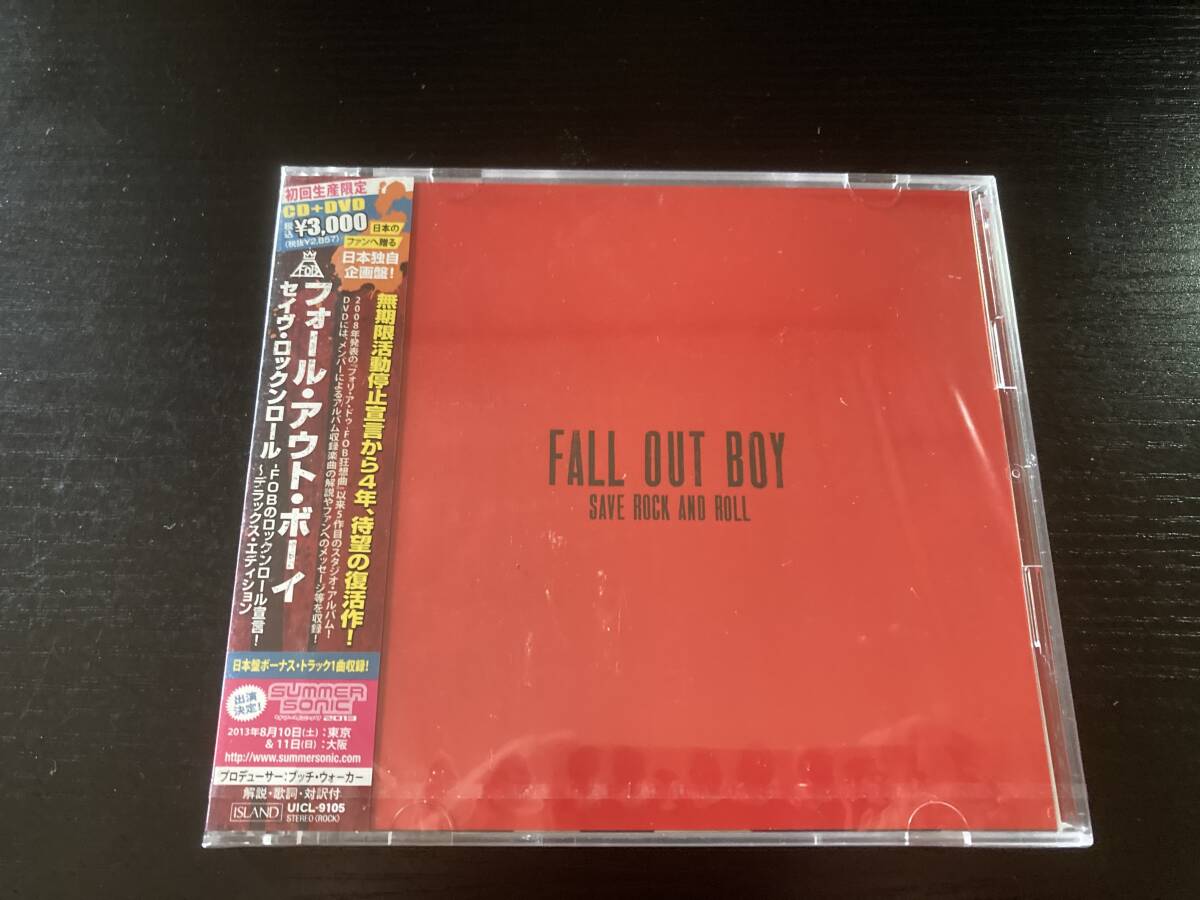 初回生産限定
CD+DVD
税込¥3,000
(税抜¥2,857)
日本の
ファンへ贈る
日本独自
企画盤!
FOB
無期限活動停止宣言から4年、待望の復活作!
2008年発表の『フォリ・ア・ドゥ-FOB狂想曲』以来5作目のスタジオ・アルバム!
DVDには、メンバーによるアルバム収録楽曲の解説やファンへのメッセージ等を収録!
フォール・アウト・ボーイ
セイヴ・ロックンロール -FOBのロックンロール宣言!
~デラックス・エディション
日本盤ボーナス・トラック1曲収録!
出演決定!
SUMMER
SONIC
2013
2013年8月10日(土):東京
&11日(日):大阪
http://www.summersonic.com
プロデューサー:ブッチ・ウォーカー
解説・歌詞・対訳付
ISLAND
UICL-9105
STEREO(ROCK)
FALL OUT BOY
SAVE ROCK AND ROLL